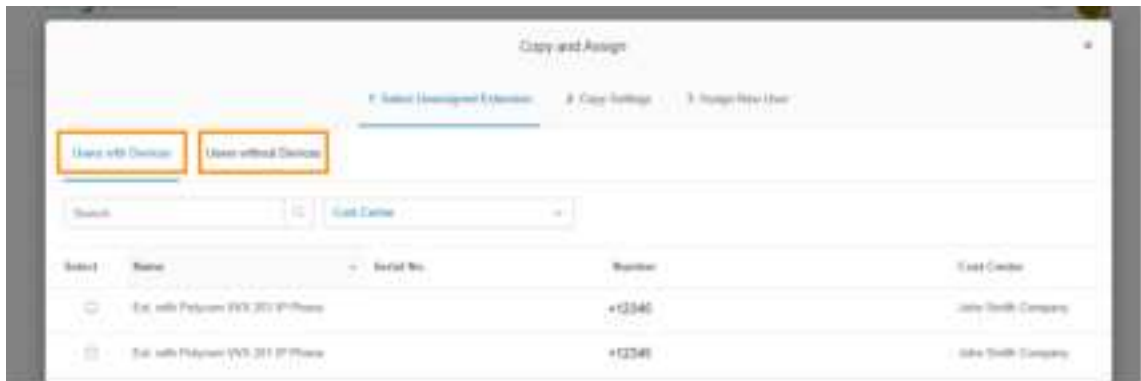 Copy and Assign
1 Select Unassigned Extension 2 Copy Settings 3 Assign New User
Users with Devices Users without Devices
Search Cost Center
Select Name Serial No. Number Cost Center
Ext. with Polycom VVX 201 IP Phone +12346 John Smith Company
Ext. with Polycom VVX 201 IP Phone +12346 John Smith Company